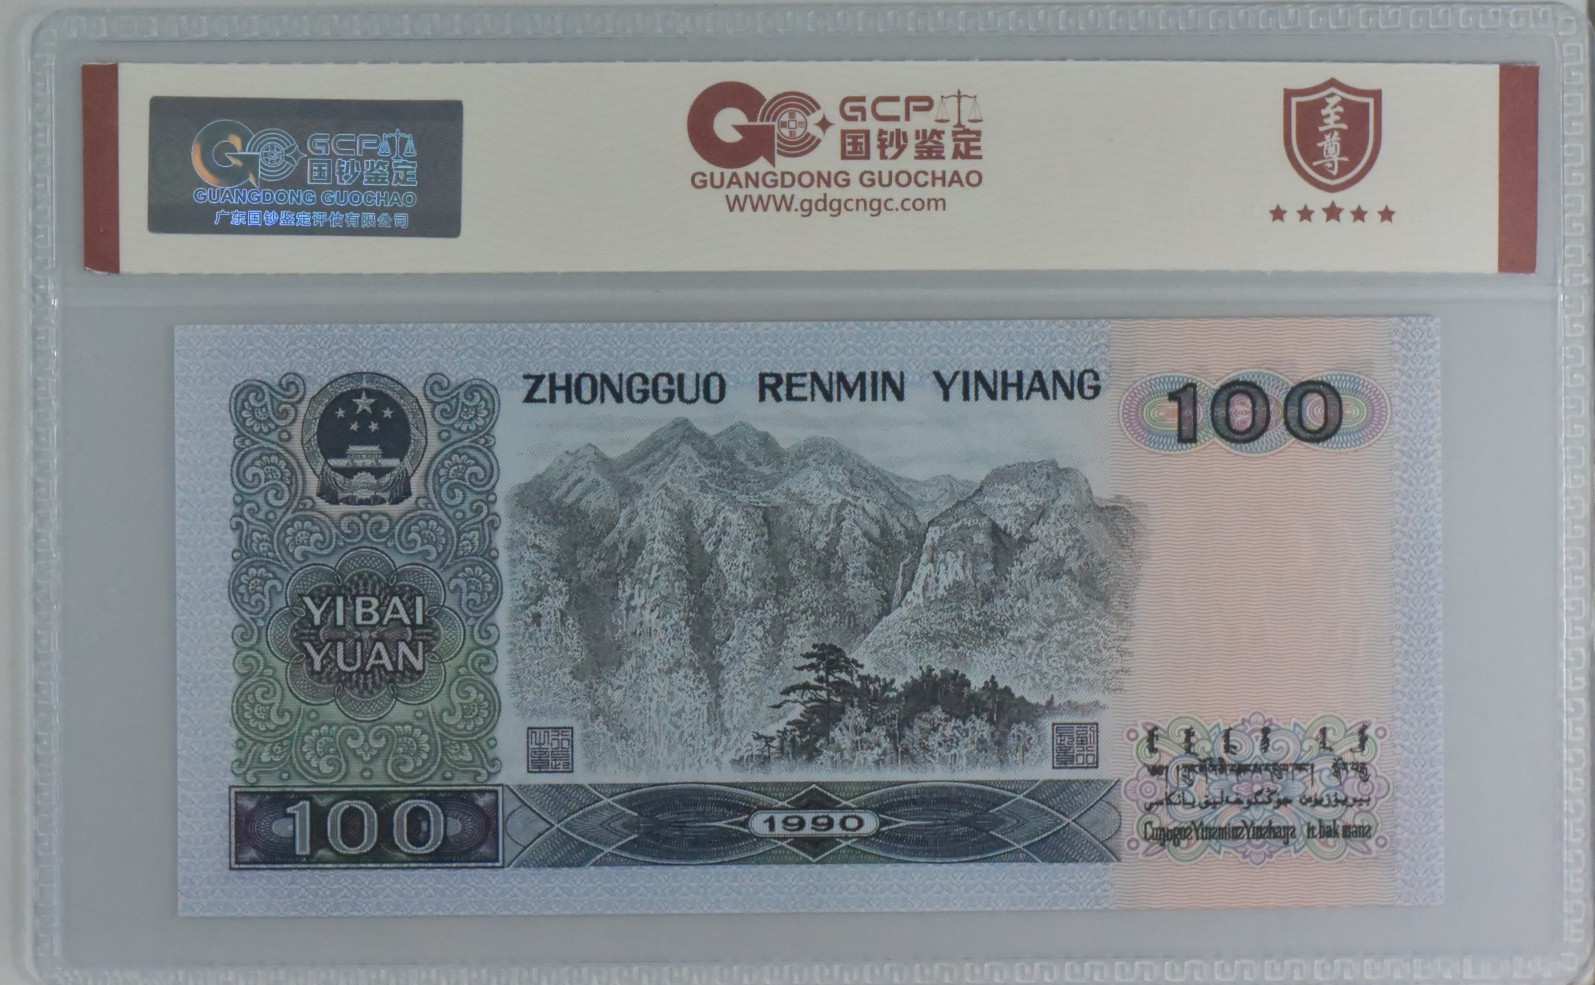 GCP
国钞鉴定
GUANGDONG GUOCHAO
广东国钞鉴定评估有限公司
GCP
国钞鉴定
GUANGDONG GUOCHAO
WWW.gdgcngc.com
至尊
ZHONGGUO RENMIN YINHANG
100
YI BAI
YUAN
100
1990